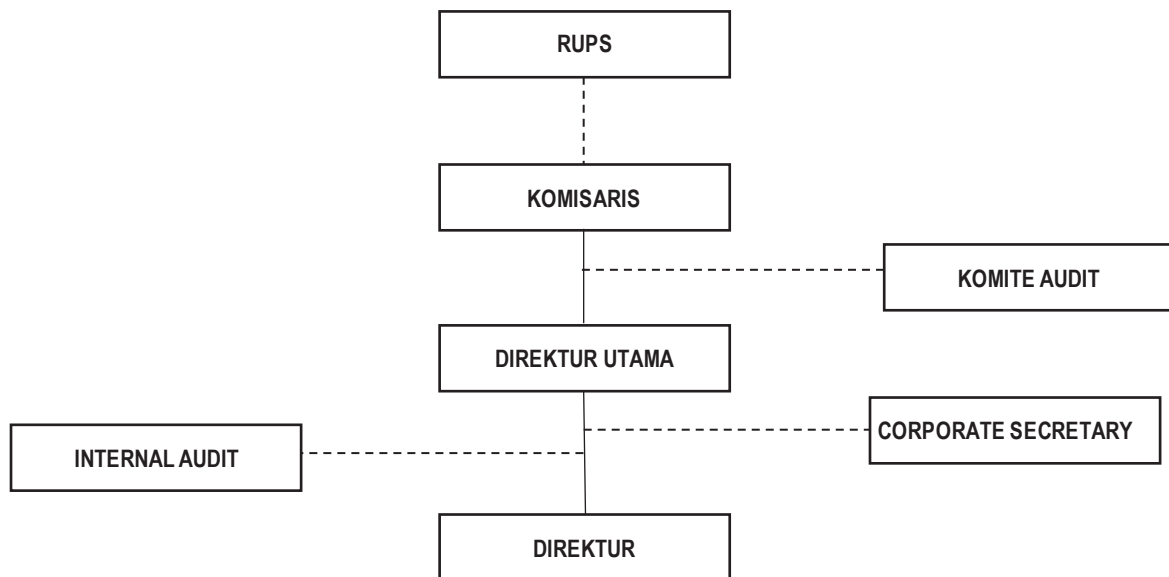 RUPS
KOMISARIS
KOMITE AUDIT
DIREKTUR UTAMA
CORPORATE SECRETARY
INTERNAL AUDIT
DIREKTUR